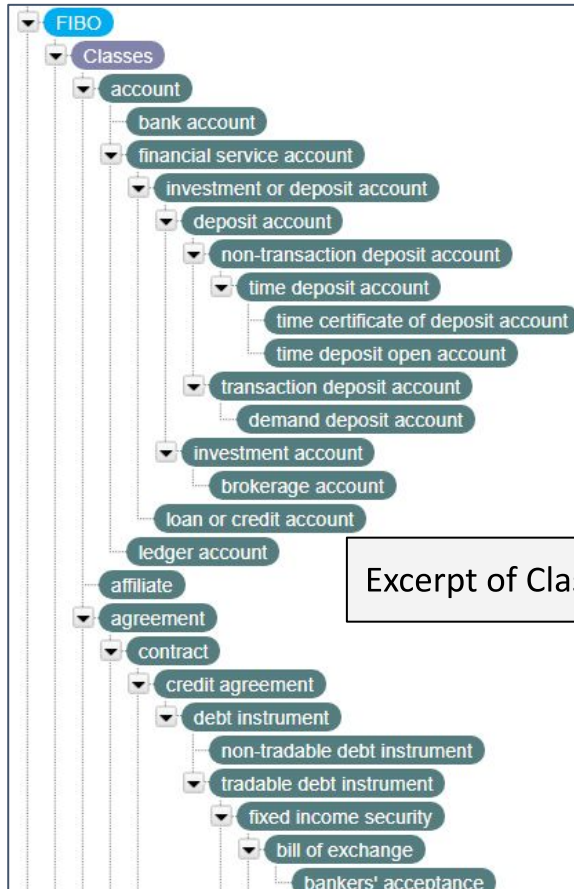 FIBO
Classes
account
bank account
financial service account
investment or deposit account
deposit account
non-transaction deposit account
time deposit account
time certificate of deposit account
time deposit open account
transaction deposit account
demand deposit account
investment account
brokerage account
loan or credit account
ledger account
Excerpt of Cla
affiliate
agreement
contract
credit agreement
debt instrument
non-tradable debt instrument
tradable debt instrument
fixed income security
bill of exchange
bankers' acceptance